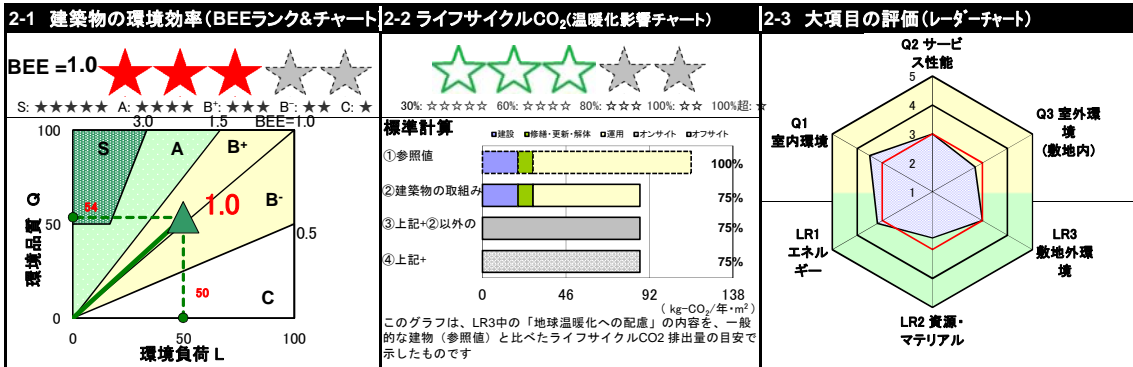 2-1 建築物の環境効率(BEEランク&チャート
BEE =1.0
S: ★★★★★ A: ★★★★ B⁺: ★★★ B⁻: ★★ C: ★
3.0 1.5 BEE=1.0
100
S
A
B⁺
B⁻
C
54
1.0
50
0.5
50
環境品質 Q
0
0 50 100
環境負荷 L
2-2 ライフサイクルCO₂(温暖化影響チャート)
30%: ☆☆☆☆☆ 60%: ☆☆☆☆ 80%: ☆☆☆ 100%: ☆☆ 100%超: ☆
標準計算
■建設 ■修繕・更新・解体 □運用 ■オンサイト ■オフサイト
①参照値
100%
②建築物の取組み
75%
③上記+②以外の
75%
④上記+
75%
0 46 92 138
( kg-CO₂/年・m²)
このグラフは、LR3中の「地球温暖化への配慮」の内容を、一般
的な建物(参照値)と比べたライフサイクルCO2 排出量の目安で
示したものです
2-3 大項目の評価(レーダーチャート)
Q2 サービ
ス性能
5
4
3
2
1
Q1
室内環境
Q3 室外環
境
(敷地内)
LR1
エネル
ギー
LR3
敷地外環
境
LR2 資源・
マテリアル